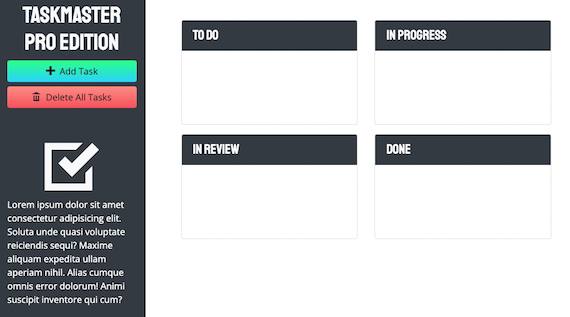 TASKMASTER
PRO EDITION
Add Task
Delete All Tasks
Lorem ipsum dolor sit amet
consectetur adipisicing elit.
Soluta unde quasi voluptate
reiciendis sequi? Maxime
aliquam expedita ullam
aperiam nihil. Alias cumque
omnis error dolorum! Animi
suscipit inventore qui cum?
TO DO
IN PROGRESS
IN REVIEW
DONE